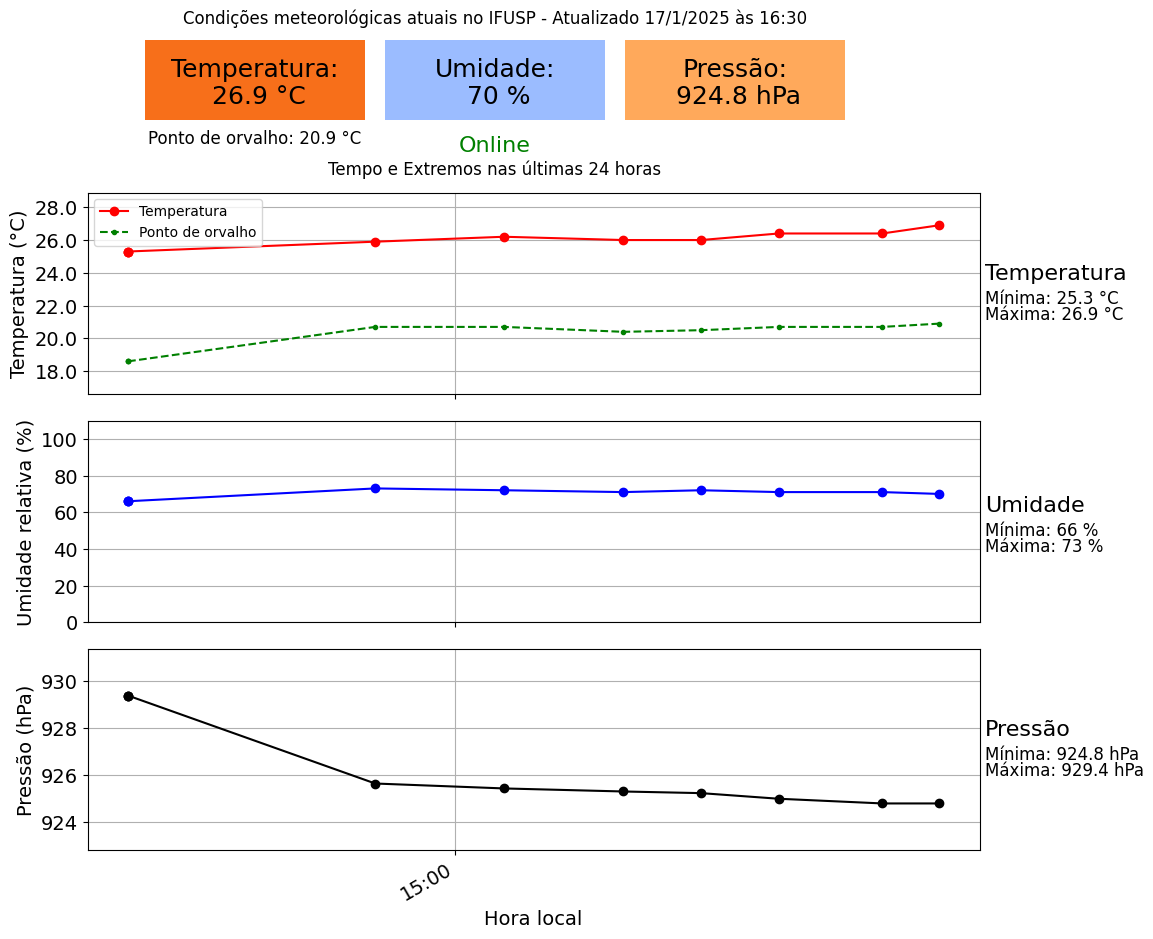 Condições meteorológicas atuais no IFUSP - Atualizado 17/1/2025 às 16:30
Temperatura:
26.9 °C
Umidade:
70 %
Pressão:
924.8 hPa
Ponto de orvalho: 20.9 °C
Online
Tempo e Extremos nas últimas 24 horas
Temperatura (°C)
28.0
26.0
24.0
22.0
20.0
18.0
Temperatura
Ponto de orvalho
Temperatura
Mínima: 25.3 °C
Máxima: 26.9 °C
Umidade relativa (%)
100
80
60
40
20
0
Umidade
Mínima: 66 %
Máxima: 73 %
Pressão (hPa)
930
928
926
924
Pressão
Mínima: 924.8 hPa
Máxima: 929.4 hPa
15:00
Hora local